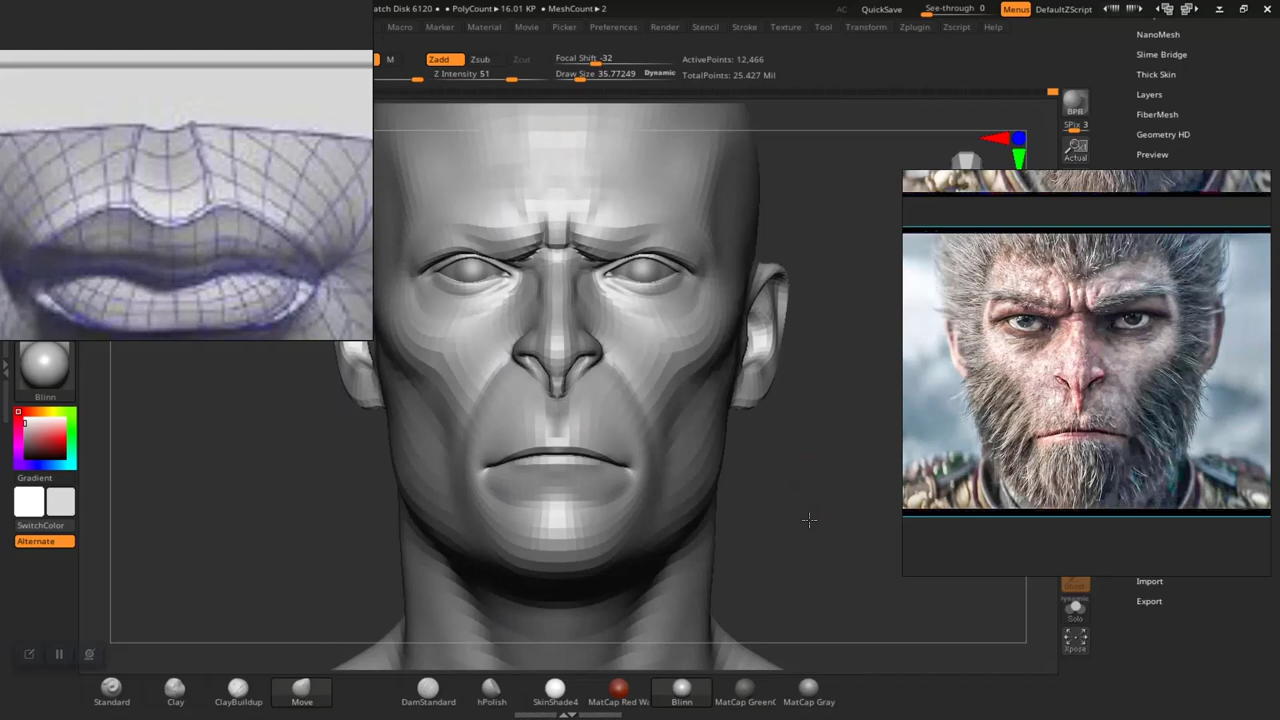 atch Disk 6120 ● PolyCount▸ 16.01 KP ● MeshCount▸ 2
AC QuickSave See-through 0 Menus DefaultZScript
Macro Marker Material Movie Picker Preferences Render Stencil Stroke Texture Tool Transform Zplugin Zscript Help
M Zadd Zsub Zcut Focal Shift -32 ActivePoints: 12,466
Z Intensity 51 Draw Size 35.77249 Dynamic TotalPoints: 25.427 Mil
NanoMesh
Slime Bridge
Thick Skin
Layers
FiberMesh
Geometry HD
Preview
BPR
SPix 3
Actual
Blinn
Gradient
SwitchColor
Alternate
Import
Export
Dynamic
Solo
Xpose
Standard Clay ClayBuildup Move DamStandard hPolish SkinShade4 MatCap Red Wa Blinn MatCap GreenC MatCap Gray